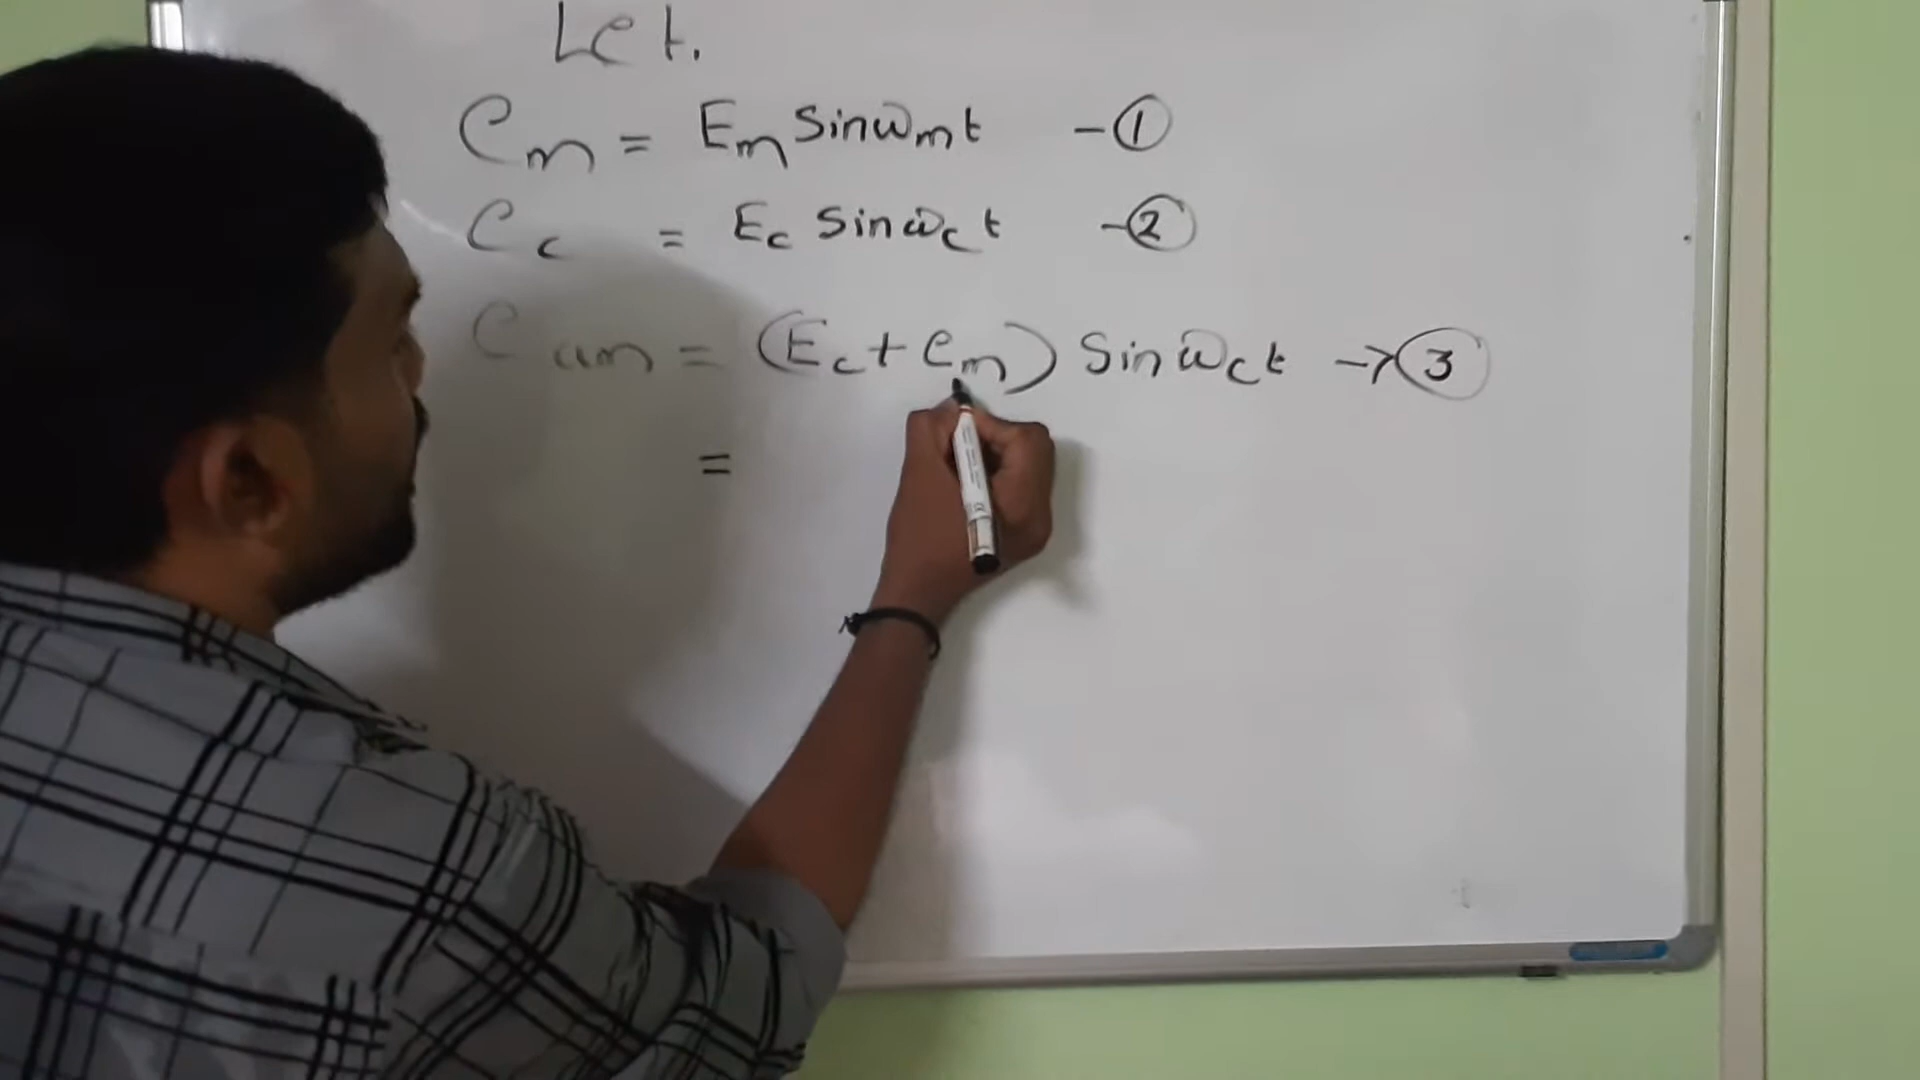 Let.
em = Em Sinωmt - ①
ec = Ec Sinωct - ②
eam = (Ec + em) Sinωct → ③
=